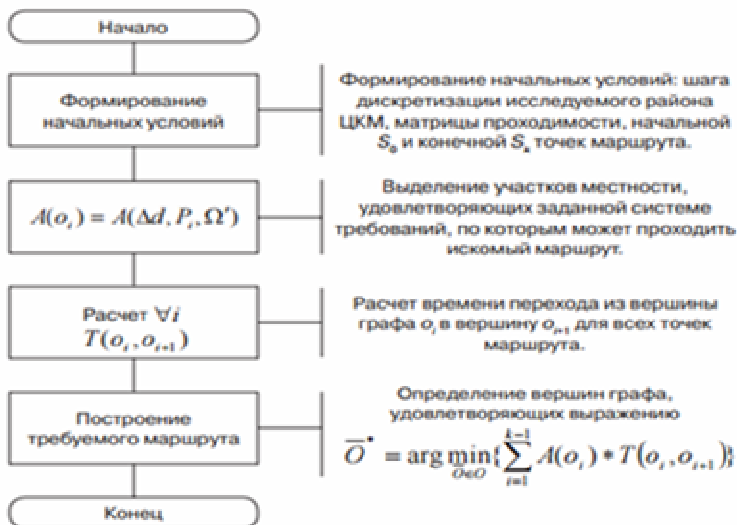 Начало
Формирование
начальных условий
Формирование начальных условий: шага
дискретизации исследуемого района
ЦКМ, матрицы проходимости, начальной
S₀ и конечной Sₖ точек маршрута.
A(oᵢ) = A(Δd, Pᵢ, Ω′)
Выделение участков местности,
удовлетворяющих заданной системе
требований, по которым может проходить
искомый маршрут.
Расчет ∀i
T(oᵢ, oᵢ₊₁)
Расчет времени перехода из вершины
графа oᵢ в вершину oᵢ₊₁ для всех точек
маршрута.
Построение
требуемого маршрута
Определение вершин графа,
удовлетворяющих выражению
O̅* = arg min_{O̅∈O} {∑_{i=1}^{k−1} A(oᵢ) * T(oᵢ, oᵢ₊₁)}
Конец